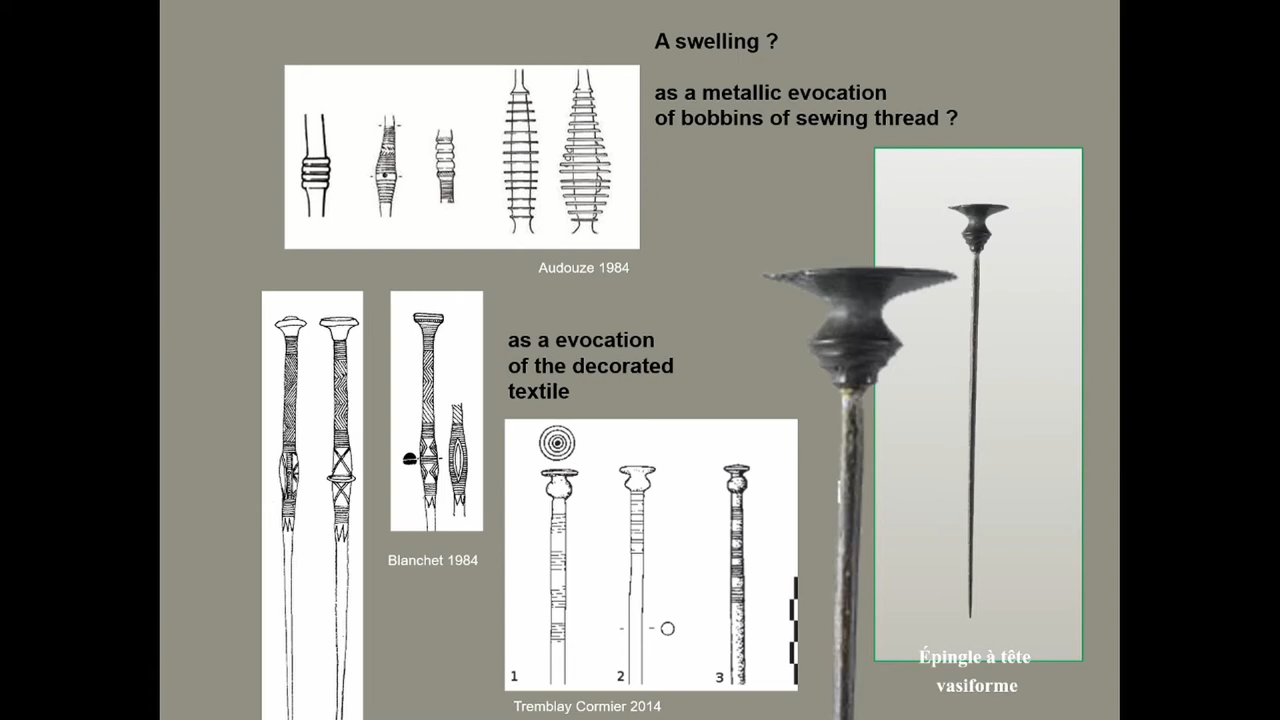 A swelling ?
as a metallic evocation
of bobbins of sewing thread ?
Audouze 1984
as a evocation
of the decorated
textile
Blanchet 1984
1
2
3
Tremblay Cormier 2014
Épingle à tête
vasiforme